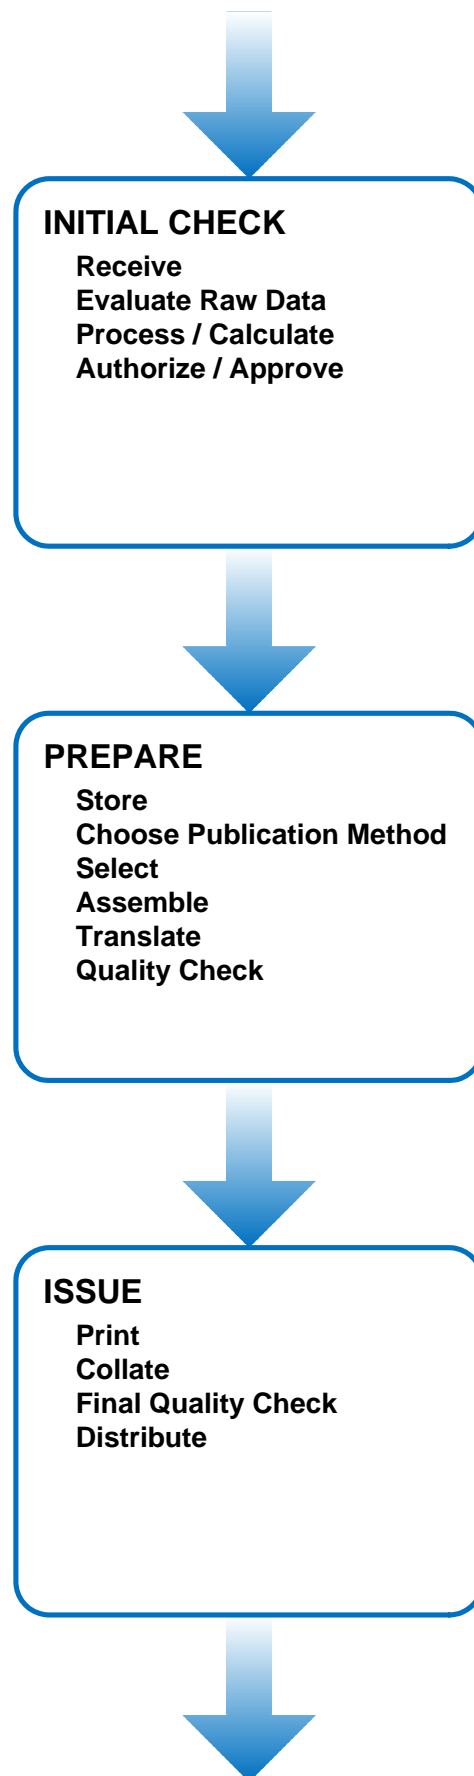 INITIAL CHECK
Receive
Evaluate Raw Data
Process / Calculate
Authorize / Approve
PREPARE
Store
Choose Publication Method
Select
Assemble
Translate
Quality Check
ISSUE
Print
Collate
Final Quality Check
Distribute